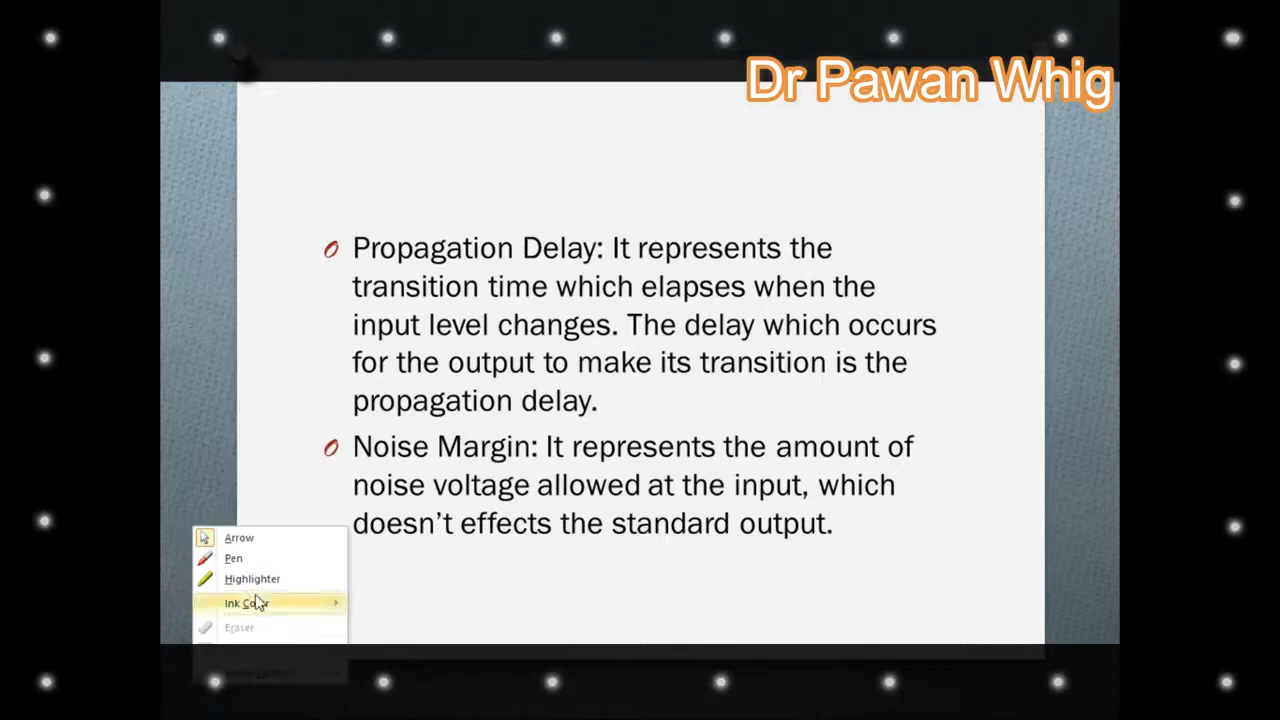 Dr Pawan Whig
Propagation Delay: It represents the
transition time which elapses when the
input level changes. The delay which occurs
for the output to make its transition is the
propagation delay.
Noise Margin: It represents the amount of
noise voltage allowed at the input, which
doesn't effects the standard output.
Arrow
Pen
Highlighter
Ink Color
Eraser